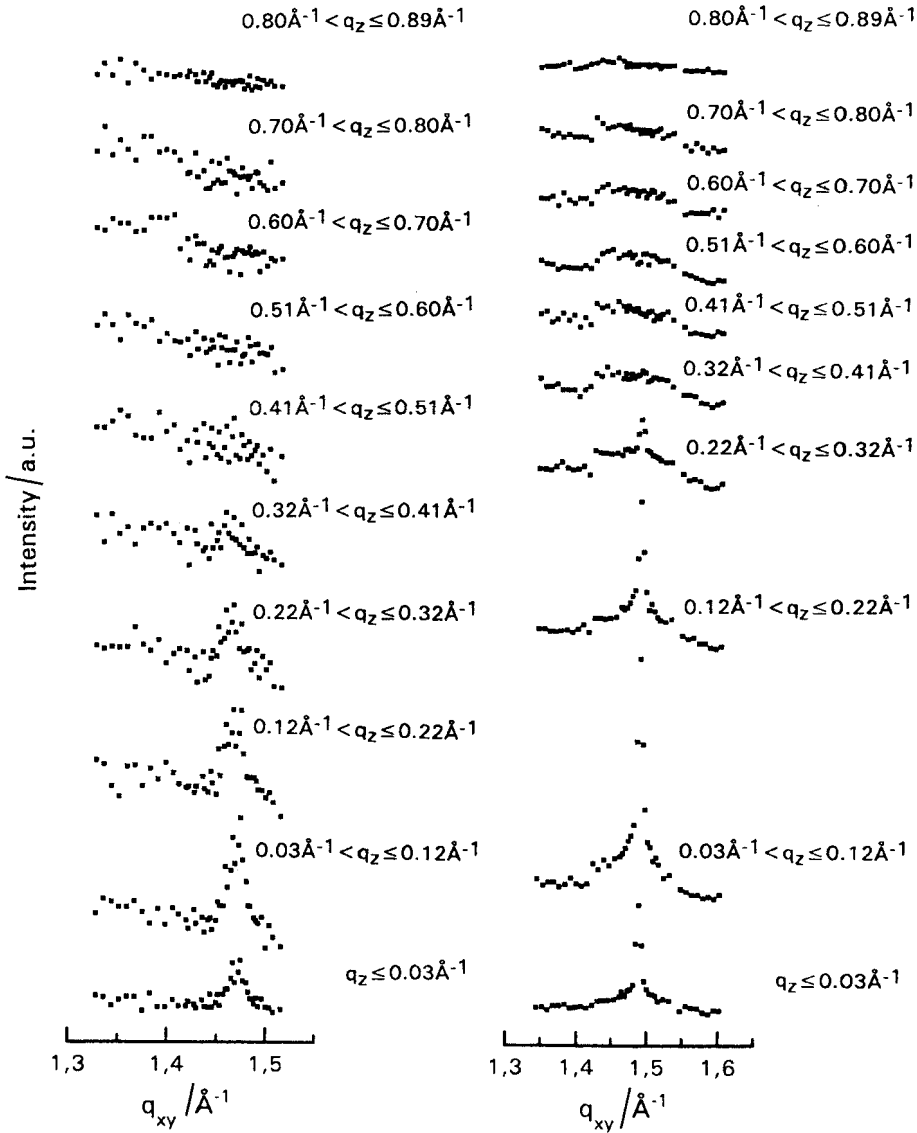 Intensity/a.u.
0.80Å⁻¹<q_z≤0.89Å⁻¹
0.70Å⁻¹<q_z≤0.80Å⁻¹
0.60Å⁻¹<q_z≤0.70Å⁻¹
0.51Å⁻¹<q_z≤0.60Å⁻¹
0.41Å⁻¹<q_z≤0.51Å⁻¹
0.32Å⁻¹<q_z≤0.41Å⁻¹
0.22Å⁻¹<q_z≤0.32Å⁻¹
0.12Å⁻¹<q_z≤0.22Å⁻¹
0.03Å⁻¹<q_z≤0.12Å⁻¹
q_z≤0.03Å⁻¹
1,3 1,4 1,5
q_xy/Å⁻¹
0.80Å⁻¹<q_z≤0.89Å⁻¹
0.70Å⁻¹<q_z≤0.80Å⁻¹
0.60Å⁻¹<q_z≤0.70Å⁻¹
0.51Å⁻¹<q_z≤0.60Å⁻¹
0.41Å⁻¹<q_z≤0.51Å⁻¹
0.32Å⁻¹<q_z≤0.41Å⁻¹
0.22Å⁻¹<q_z≤0.32Å⁻¹
0.12Å⁻¹<q_z≤0.22Å⁻¹
0.03Å⁻¹<q_z≤0.12Å⁻¹
q_z≤0.03Å⁻¹
1,3 1,4 1,5 1,6
q_xy/Å⁻¹